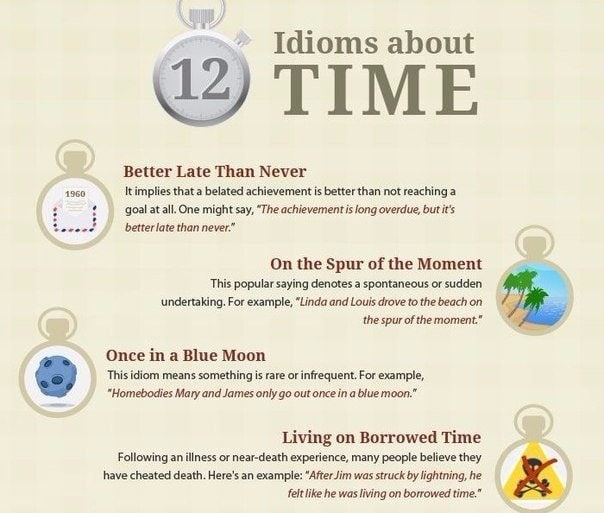 12
Idioms about
TIME
Better Late Than Never
1960
It implies that a belated achievement is better than not reaching a
goal at all. One might say, “The achievement is long overdue, but it's
better late than never.”
On the Spur of the Moment
This popular saying denotes a spontaneous or sudden
undertaking. For example, “Linda and Louis drove to the beach on
the spur of the moment.”
Once in a Blue Moon
This idiom means something is rare or infrequent. For example,
“Homebodies Mary and James only go out once in a blue moon.”
Living on Borrowed Time
Following an illness or near-death experience, many people believe they
have cheated death. Here's an example: “After Jim was struck by lightning, he
felt like he was living on borrowed time.”